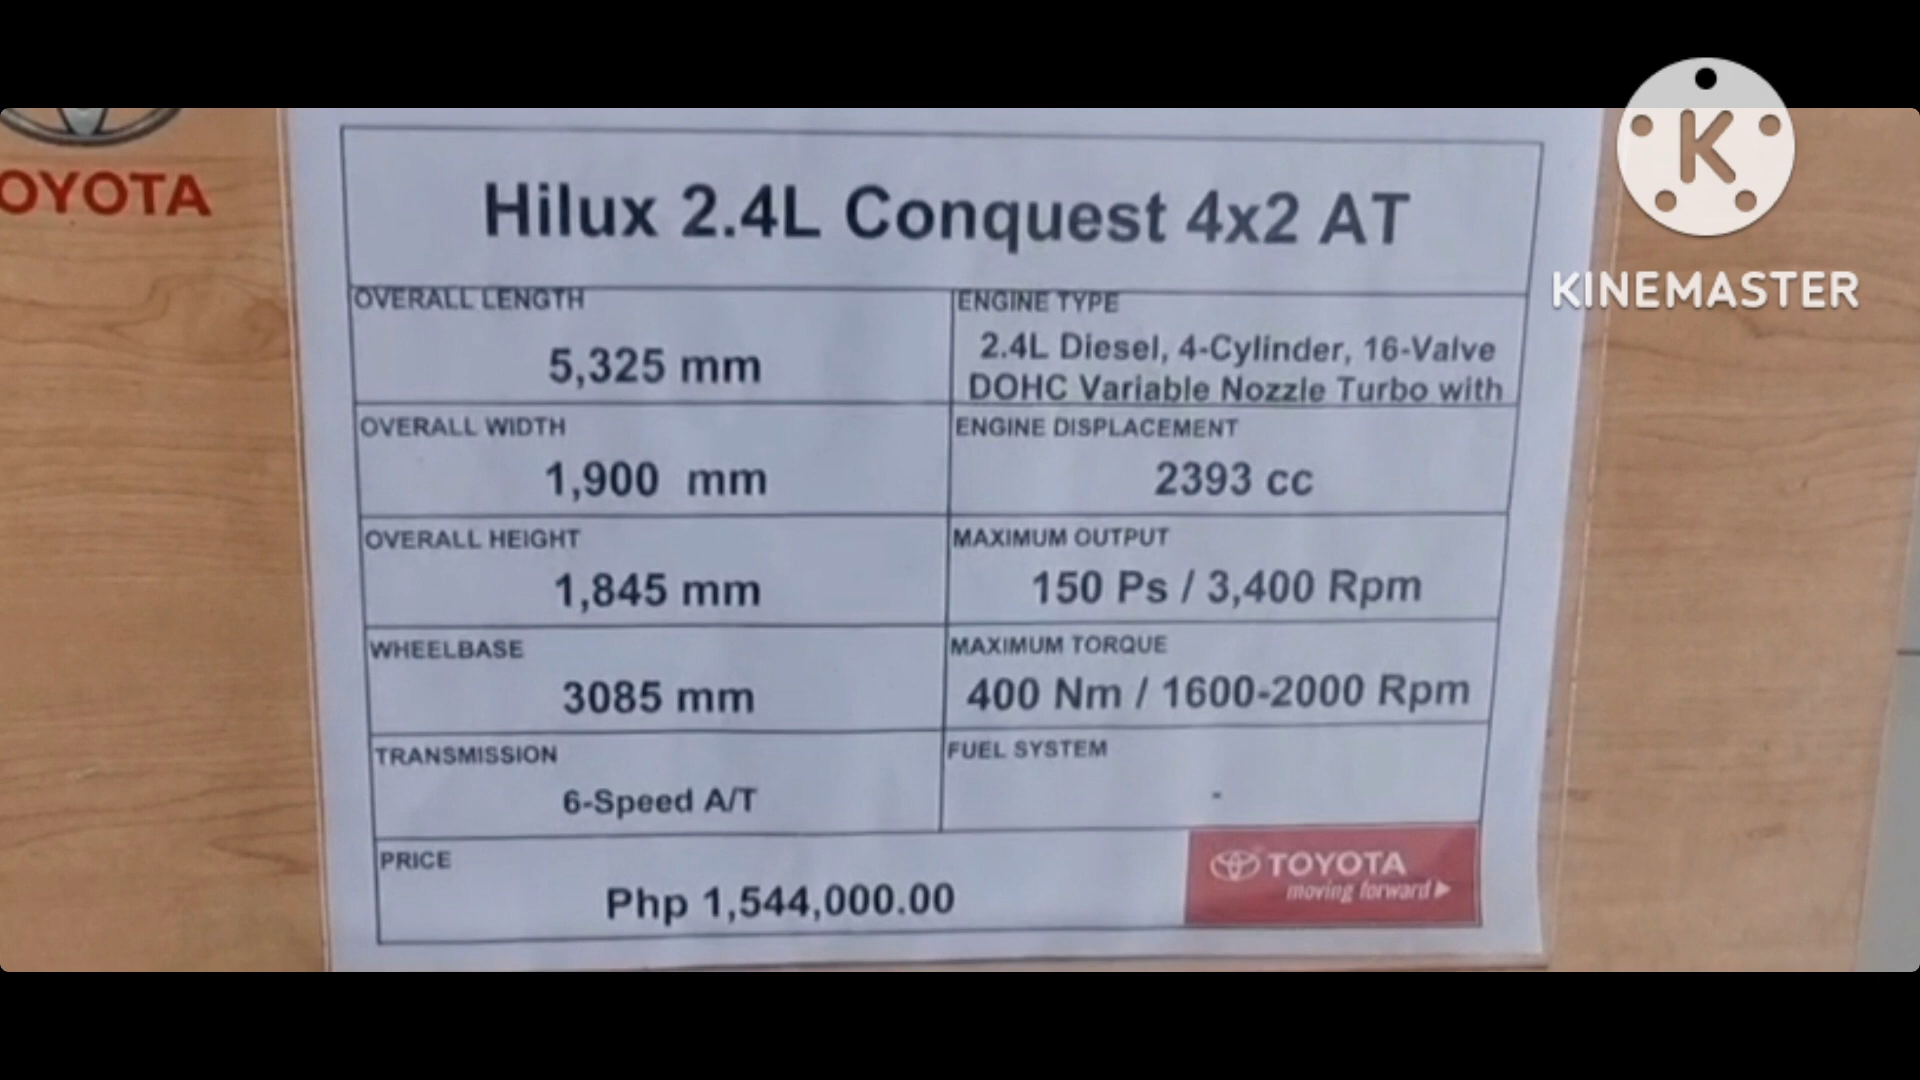 OYOTA
KINEMASTER
Hilux 2.4L Conquest 4x2 AT
OVERALL LENGTH
5,325 mm
ENGINE TYPE
2.4L Diesel, 4-Cylinder, 16-Valve
DOHC Variable Nozzle Turbo with
OVERALL WIDTH
1,900 mm
ENGINE DISPLACEMENT
2393 cc
OVERALL HEIGHT
1,845 mm
MAXIMUM OUTPUT
150 Ps / 3,400 Rpm
WHEELBASE
3085 mm
MAXIMUM TORQUE
400 Nm / 1600-2000 Rpm
TRANSMISSION
6-Speed A/T
FUEL SYSTEM
-
PRICE
Php 1,544,000.00
TOYOTA
moving forward